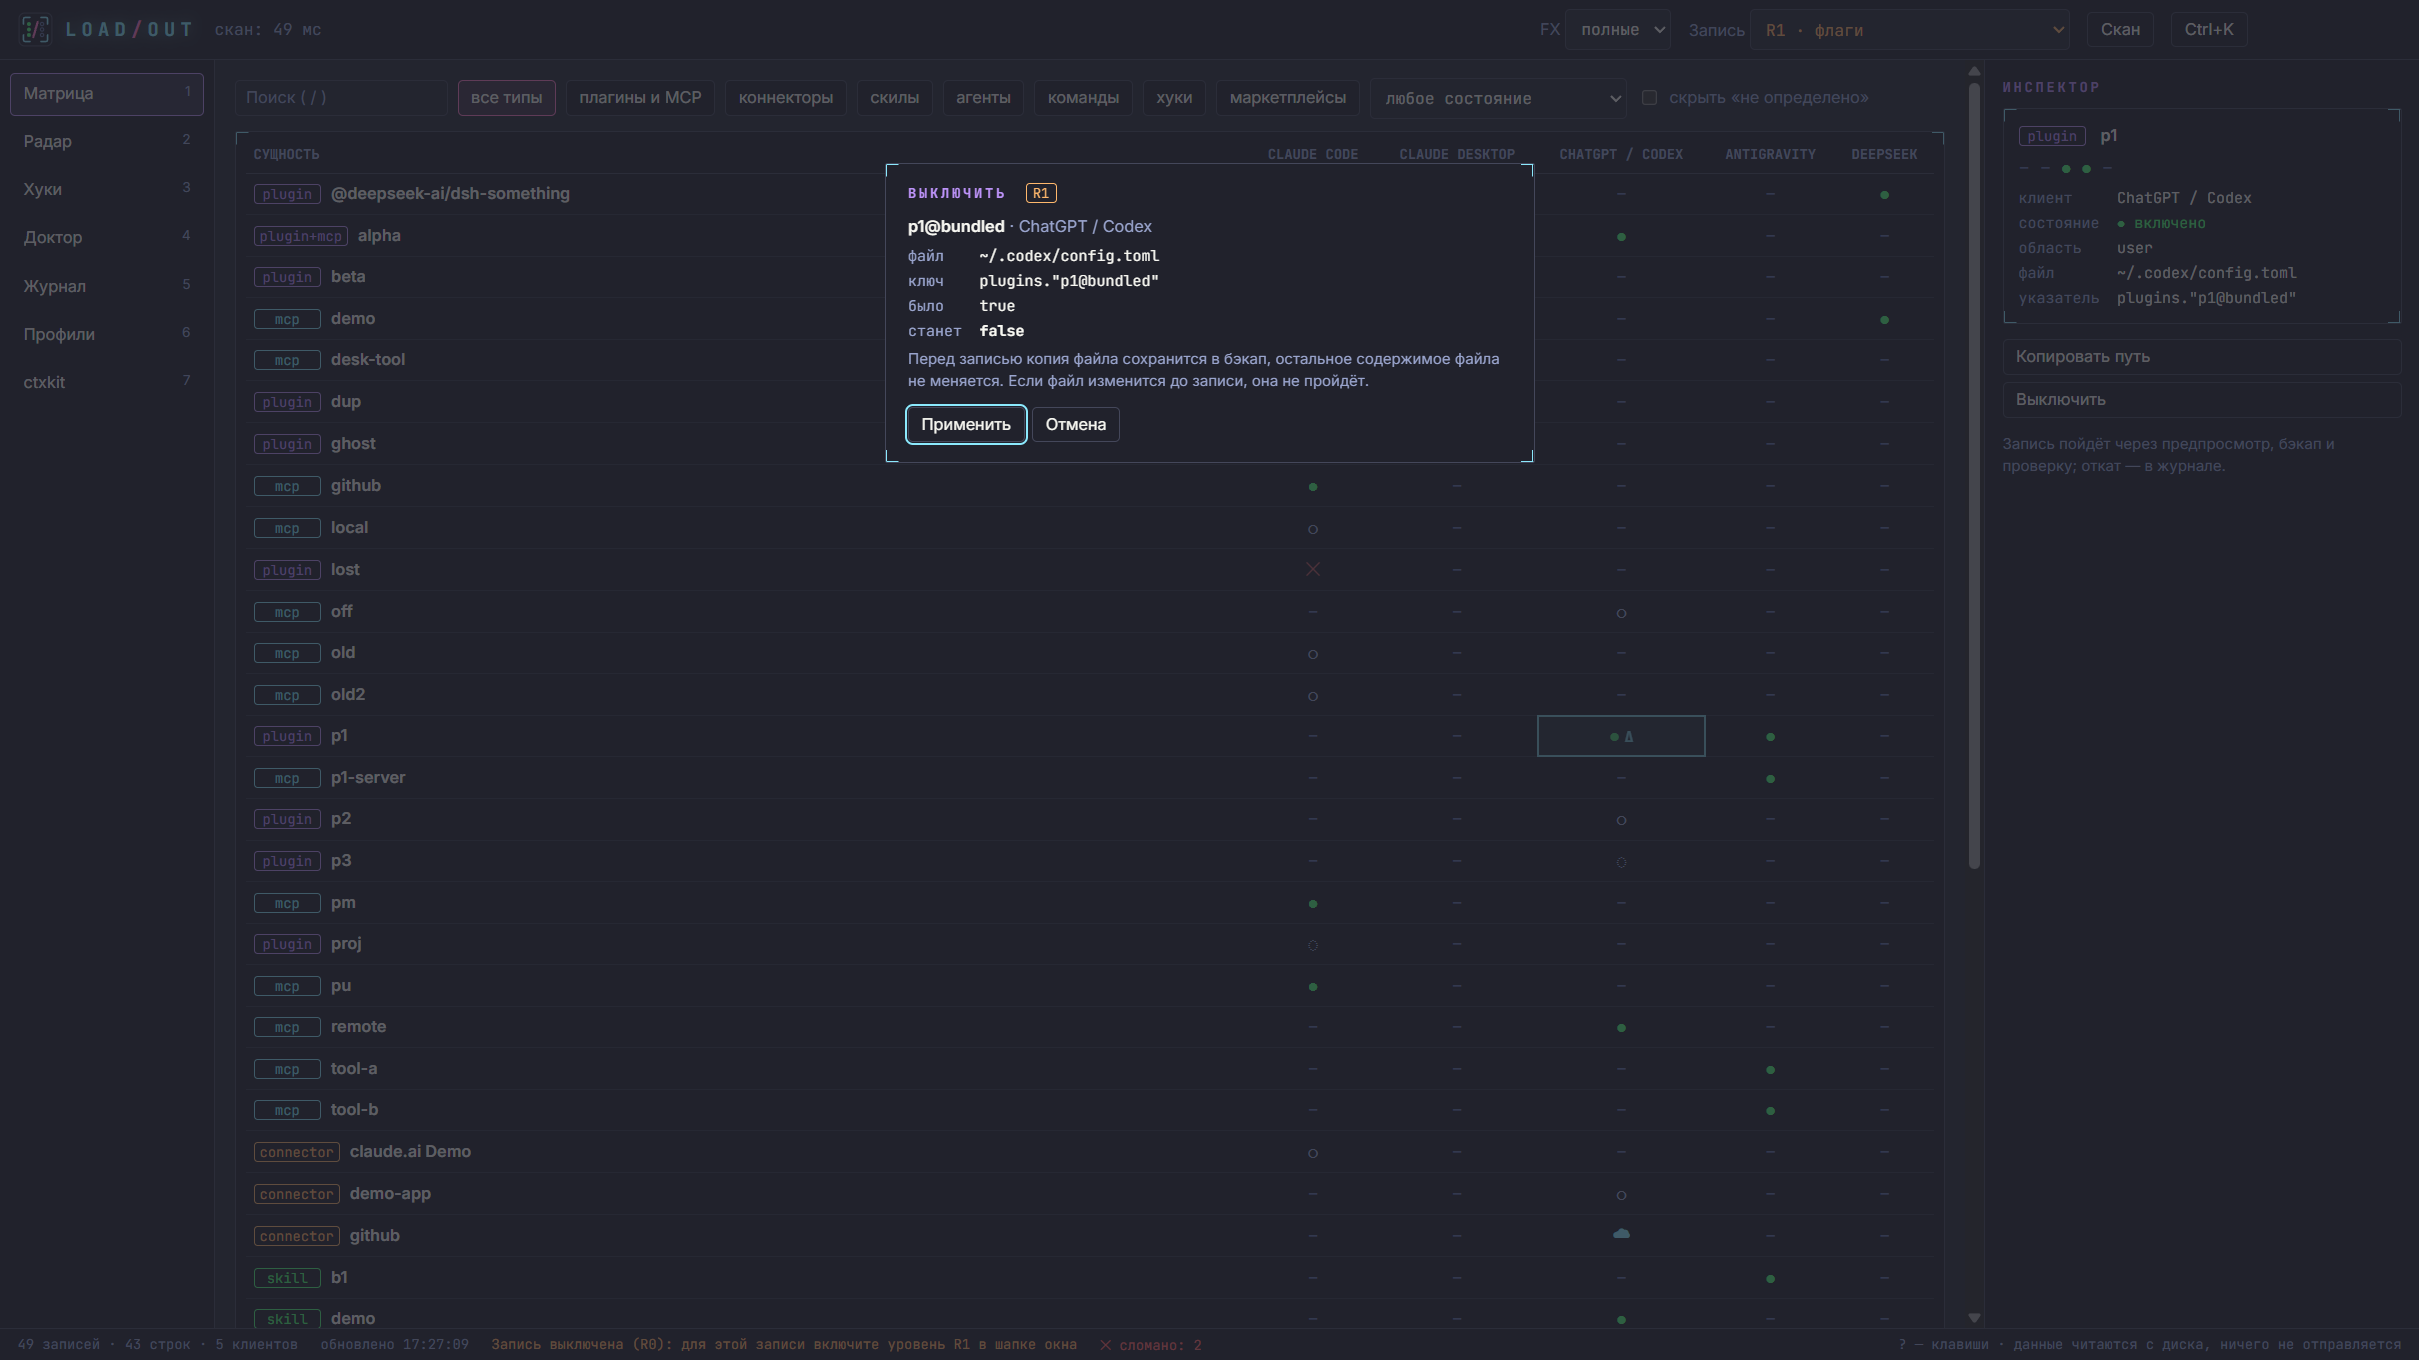 LOAD/OUT скан: 49 мс FX полные Запись R1 · флаги Скан Ctrl+K
Матрица 1
Радар 2
Хуки 3
Доктор 4
Журнал 5
Профили 6
ctxkit 7
Поиск ( / ) все типы плагины и MCP коннекторы скилы агенты команды хуки маркетплейсы любое состояние скрыть «не определено»
СУЩНОСТЬ CLAUDE CODE CLAUDE DESKTOP CHATGPT / CODEX ANTIGRAVITY DEEPSEEK
plugin @deepseek-ai/dsh-something
plugin+mcp alpha
plugin beta
mcp demo
mcp desk-tool
plugin dup
plugin ghost
mcp github
mcp local
plugin lost
mcp off
mcp old
mcp old2
plugin p1 Δ
mcp p1-server
plugin p2
plugin p3
mcp pm
plugin proj
mcp pu
mcp remote
mcp tool-a
mcp tool-b
connector claude.ai Demo
connector demo-app
connector github
skill b1
skill demo
ВЫКЛЮЧИТЬ R1
p1@bundled · ChatGPT / Codex
файл ~/.codex/config.toml
ключ plugins."p1@bundled"
было true
станет false
Перед записью копия файла сохранится в бэкап, остальное содержимое файла
не меняется. Если файл изменится до записи, она не пройдёт.
Применить Отмена
ИНСПЕКТОР
plugin p1
клиент ChatGPT / Codex
состояние включено
область user
файл ~/.codex/config.toml
указатель plugins."p1@bundled"
Копировать путь
Выключить
Запись пойдёт через предпросмотр, бэкап и
проверку; откат — в журнале.
49 записей · 43 строк · 5 клиентов обновлено 17:27:09 Запись выключена (R0): для этой записи включите уровень R1 в шапке окна сломано: 2 ? — клавиши · данные читаются с диска, ничего не отправляется